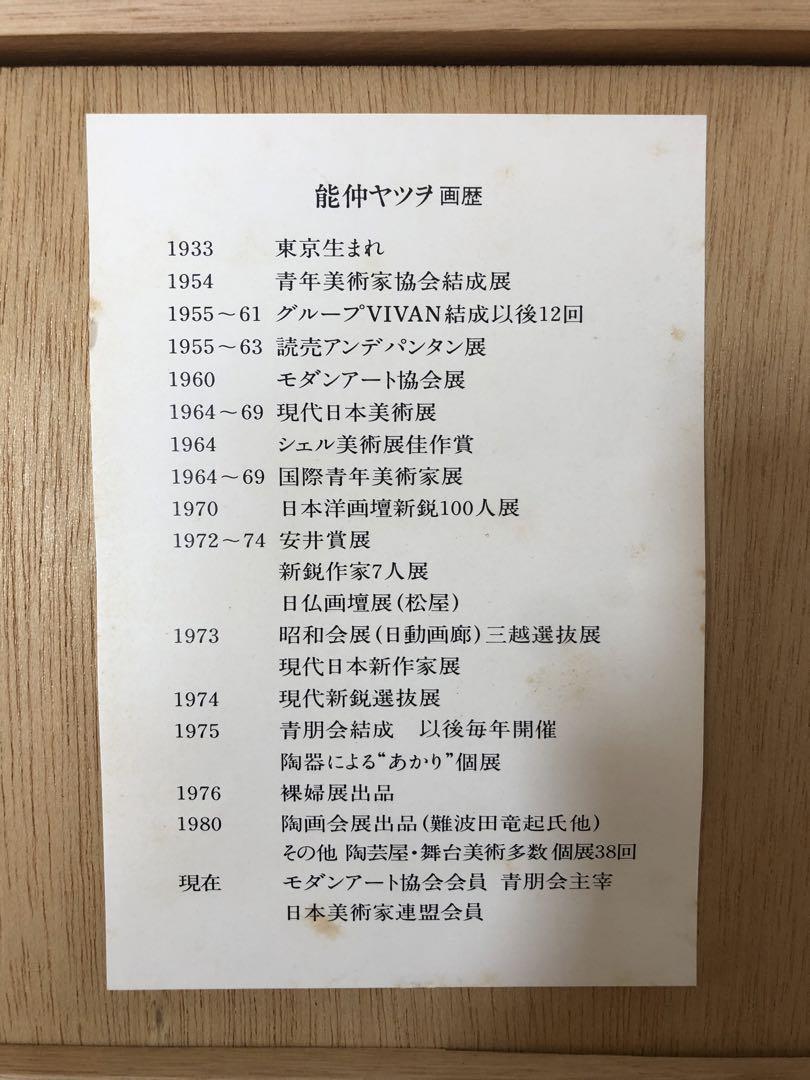 能仲ヤツヲ 画歴
1933 東京生まれ
1954 青年美術家協会結成展
1955～61 グループVIVAN結成以後12回
1955～63 読売アンデパンタン展
1960 モダンアート協会展
1964～69 現代日本美術展
1964 シェル美術展佳作賞
1964～69 国際青年美術家展
1970 日本洋画壇新鋭100人展
1972～74 安井賞展
新鋭作家7人展
日仏画壇展(松屋)
1973 昭和会展(日動画廊)三越選抜展
現代日本新作家展
1974 現代新鋭選抜展
1975 青朋会結成　以後毎年開催
陶器による“あかり”個展
1976 裸婦展出品
1980 陶画会展出品(難波田竜起氏他)
その他 陶芸屋・舞台美術多数 個展38回
現在 モダンアート協会会員 青朋会主宰
日本美術家連盟会員